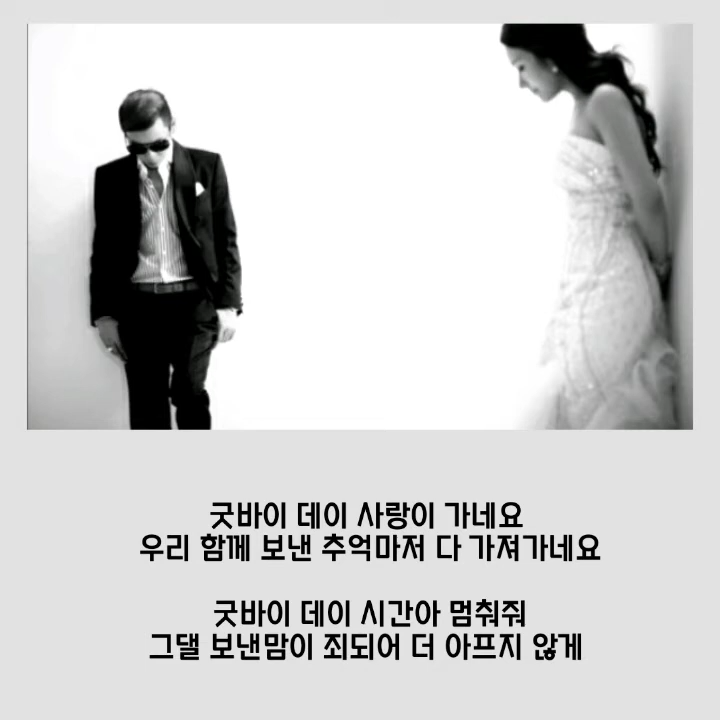 굿바이 데이 사랑이 가네요
우리 함께 보낸 추억마저 다 가져가네요
굿바이 데이 시간아 멈춰줘
그댈 보낸맘이 죄되어 더 아프지 않게